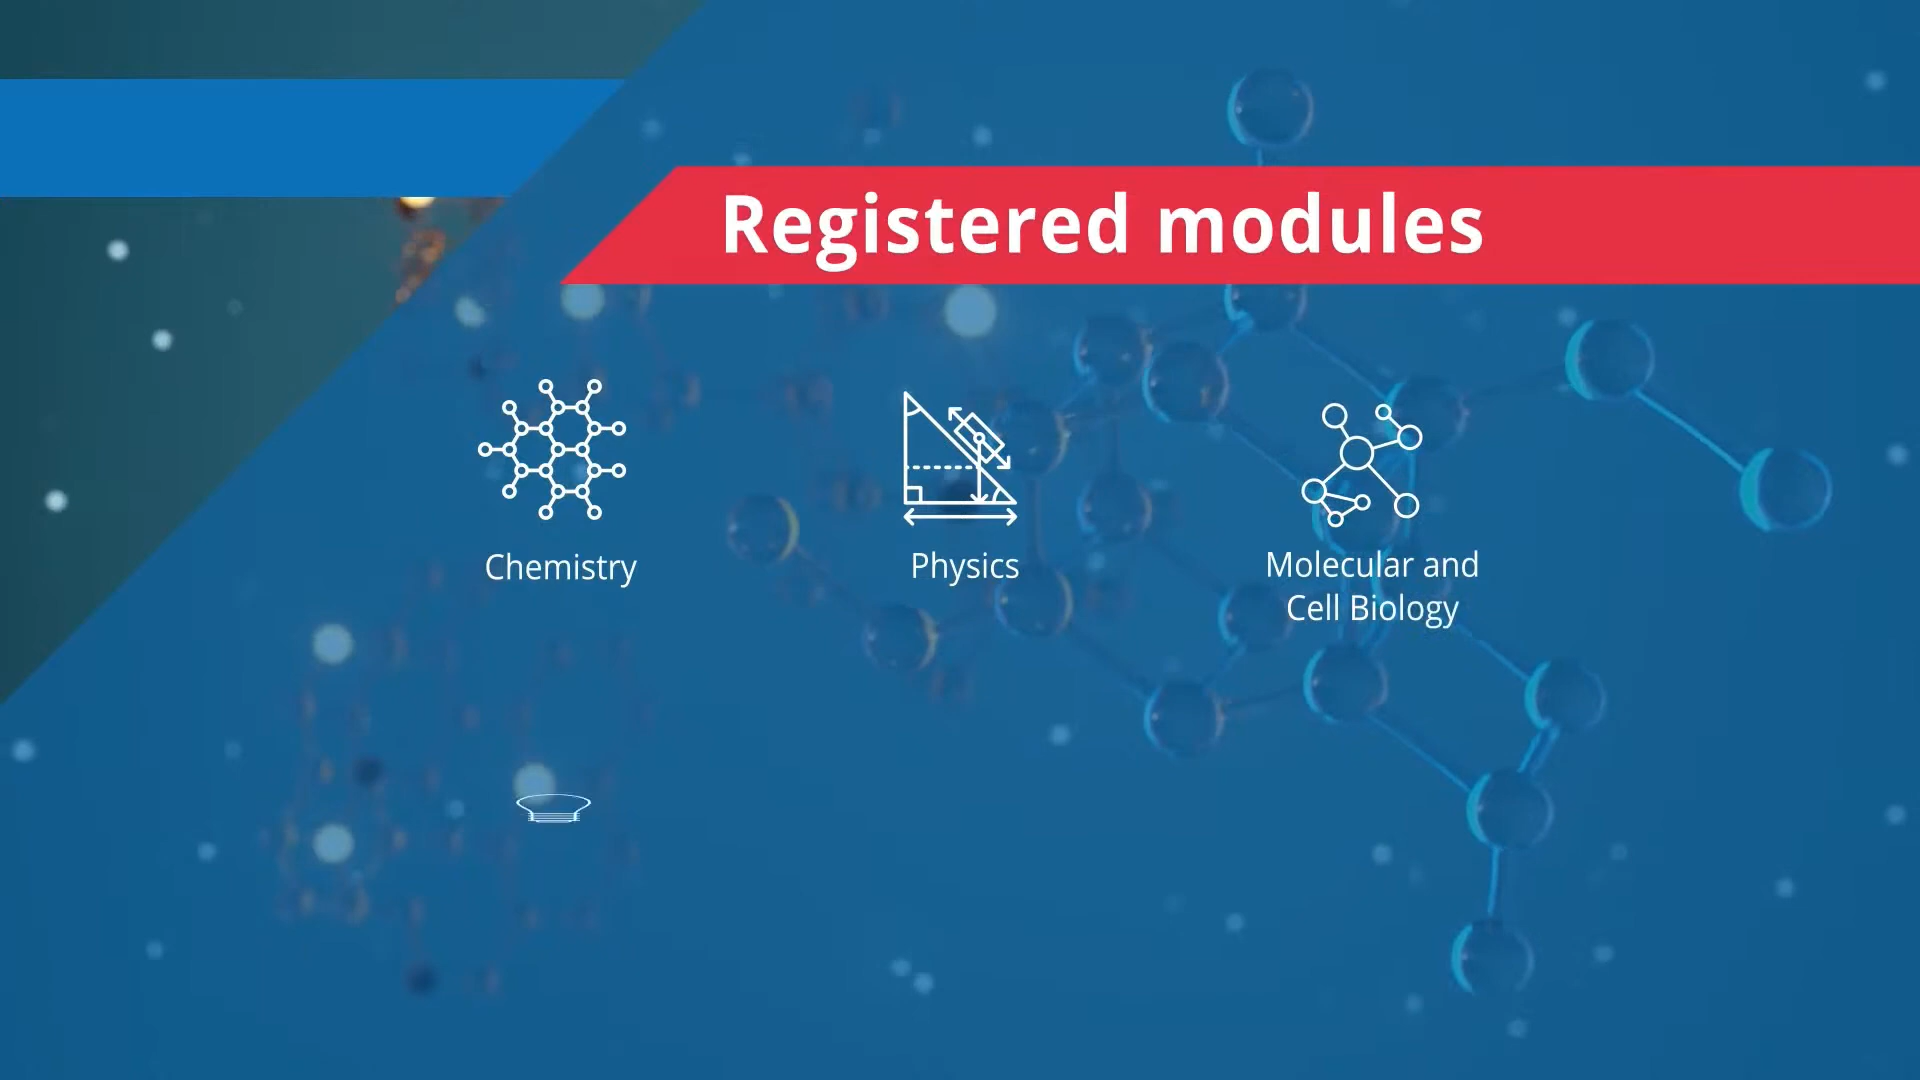 Registered modules
Chemistry
Physics
Molecular and
Cell Biology